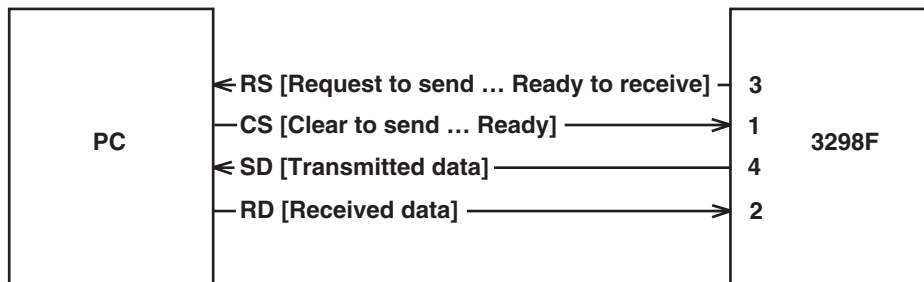 RS [Request to send … Ready to receive] 3
CS [Clear to send … Ready] 1
PC
3298F
SD [Transmitted data] 4
RD [Received data] 2